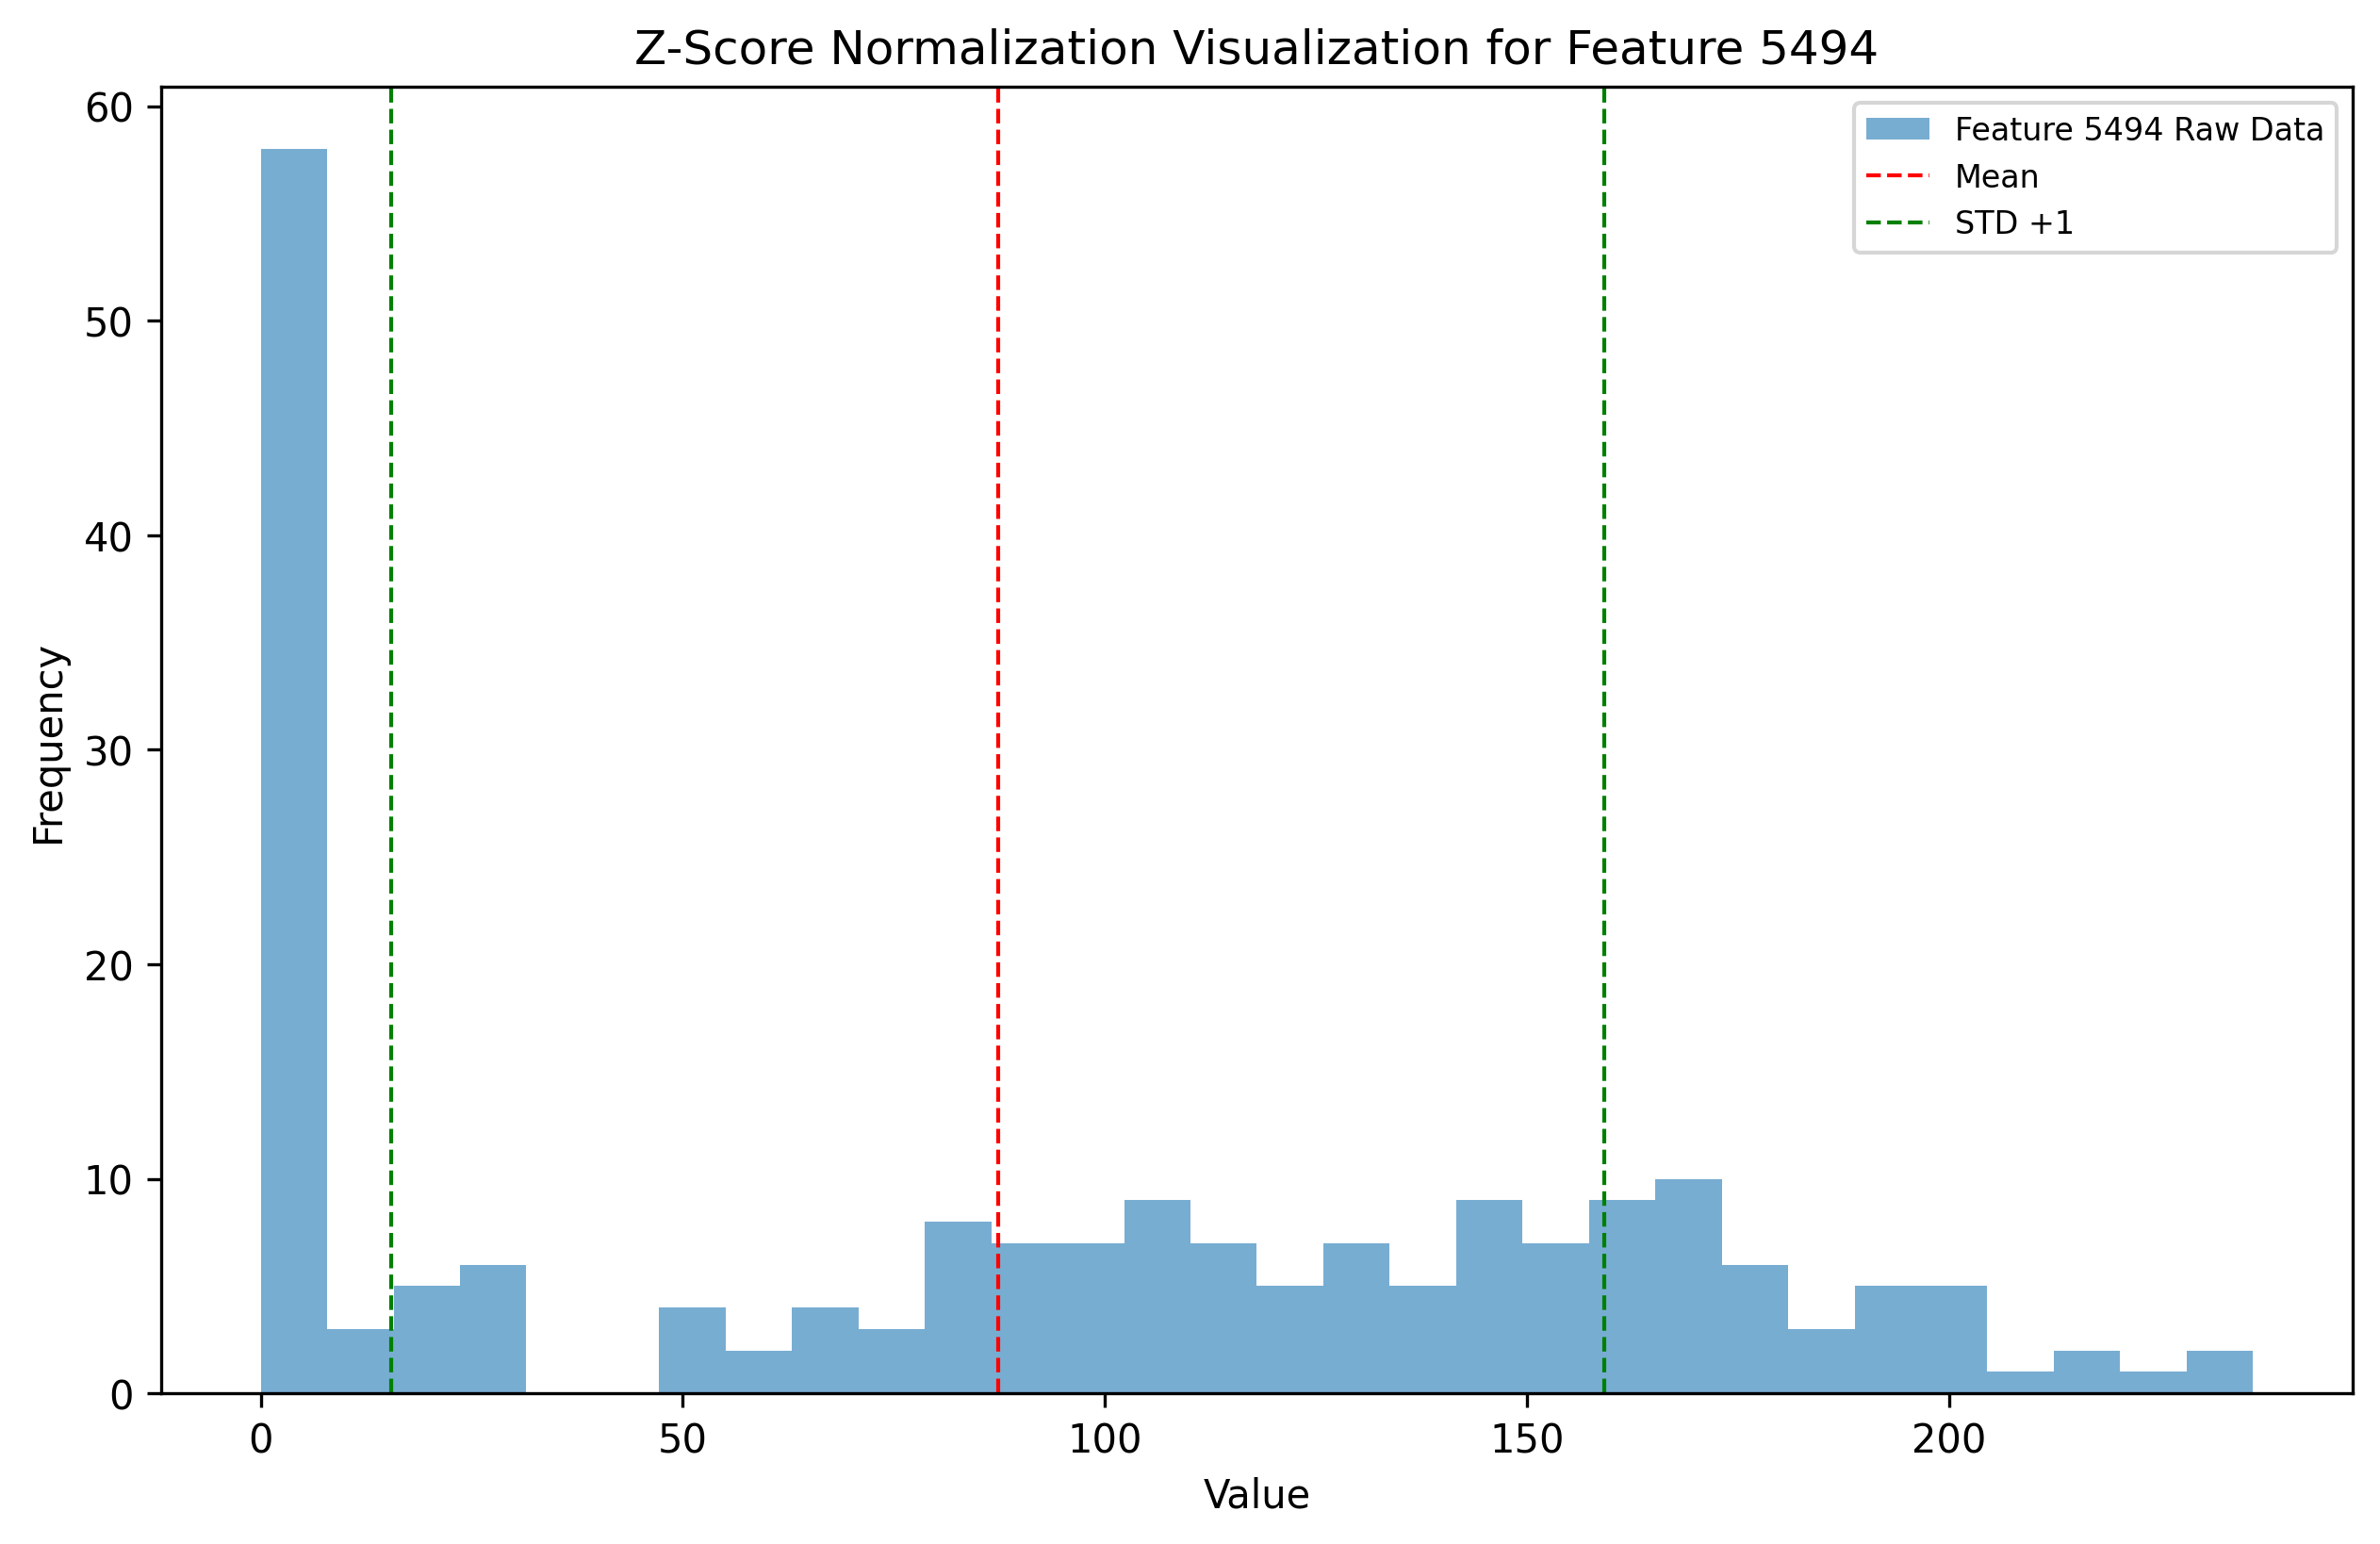 Z-Score Normalization Visualization for Feature 5494
Feature 5494 Raw Data
Mean
STD +1
60
50
40
30
20
10
0
Frequency
0 50 100 150 200
Value